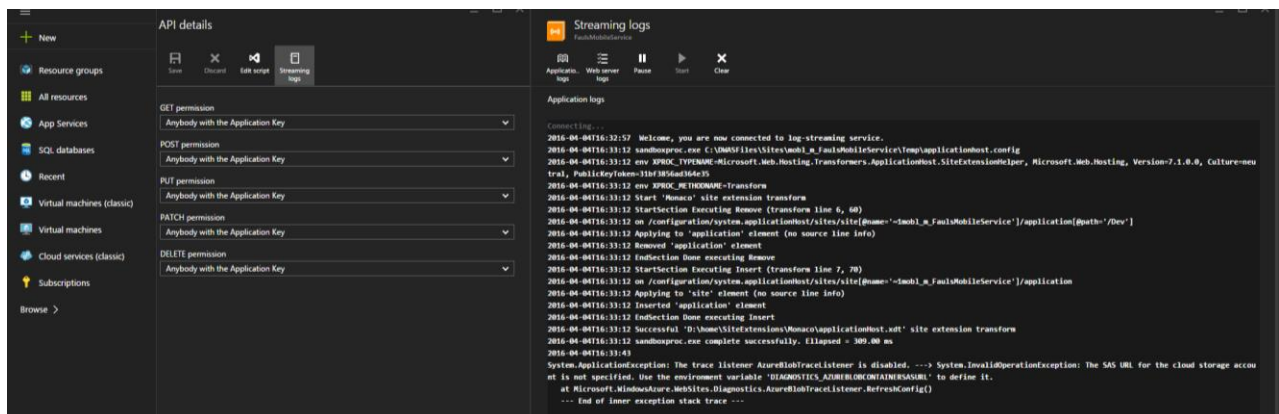 New
Resource groups
All resources
App Services
SQL databases
Recent
Virtual machines (classic)
Virtual machines
Cloud services (classic)
Subscriptions
Browse >
API details
Save
Discard
Edit script
Streaming
logs
GET permission
Anybody with the Application Key
POST permission
Anybody with the Application Key
PUT permission
Anybody with the Application Key
PATCH permission
Anybody with the Application Key
DELETE permission
Anybody with the Application Key
Streaming logs
FaulsMobileService
Applicatio...
logs
Web server
logs
Pause
Start
Clear
Application logs
Connecting...
2016-04-04T16:32:57 Welcome, you are now connected to log-streaming service.
2016-04-04T16:33:12 sandboxproc.exe C:\DWASFiles\Sites\mobl_m_FaulsMobileService\Temp\applicationhost.config
2016-04-04T16:33:12 env XPROC_TYPENAME=Microsoft.Web.Hosting.Transformers.ApplicationHost.SiteExtensionHelper, Microsoft.Web.Hosting, Version=7.1.0.0, Culture=neu
tral, PublicKeyToken=31bf3856ad364e35
2016-04-04T16:33:12 env XPROC_METHODNAME=Transform
2016-04-04T16:33:12 Start 'Monaco' site extension transform
2016-04-04T16:33:12 StartSection Executing Remove (transform line 6, 60)
2016-04-04T16:33:12 on /configuration/system.applicationHost/sites/site[@name='~1mobl_m_FaulsMobileService']/application[@path='/Dev']
2016-04-04T16:33:12 Applying to 'application' element (no source line info)
2016-04-04T16:33:12 Removed 'application' element
2016-04-04T16:33:12 EndSection Done executing Remove
2016-04-04T16:33:12 StartSection Executing Insert (transform line 7, 70)
2016-04-04T16:33:12 on /configuration/system.applicationHost/sites/site[@name='~1mobl_m_FaulsMobileService']/application
2016-04-04T16:33:12 Applying to 'site' element (no source line info)
2016-04-04T16:33:12 Inserted 'application' element
2016-04-04T16:33:12 EndSection Done executing Insert
2016-04-04T16:33:12 Successful 'D:\home\SiteExtensions\Monaco\applicationHost.xdt' site extension transform
2016-04-04T16:33:12 sandboxproc.exe complete successfully. Ellapsed = 309.00 ms
2016-04-04T16:33:43
System.ApplicationException: The trace listener AzureBlobTraceListener is disabled. ---> System.InvalidOperationException: The SAS URL for the cloud storage accou
nt is not specified. Use the environment variable 'DIAGNOSTICS_AZUREBLOBCONTAINERSASURL' to define it.
at Microsoft.WindowsAzure.WebSites.Diagnostics.AzureBlobTraceListener.RefreshConfig()
--- End of inner exception stack trace ---